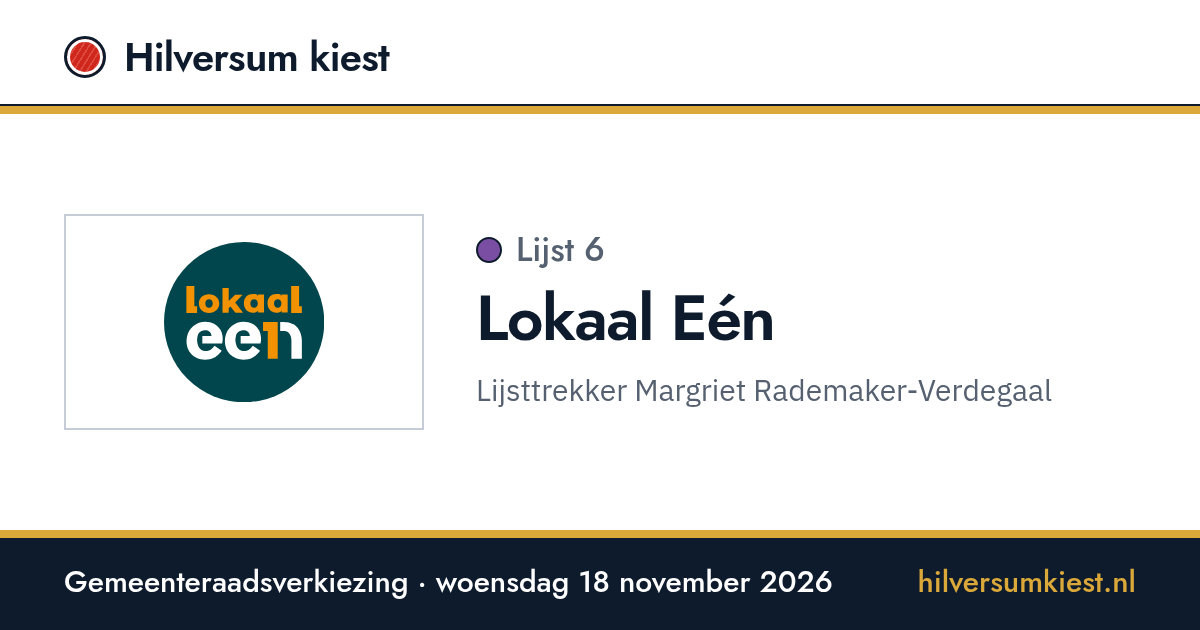 Hilversum kiest
lokaal
een
Lijst 6
Lokaal Eén
Lijsttrekker Margriet Rademaker-Verdegaal
Gemeenteraadsverkiezing · woensdag 18 november 2026
hilversumkiest.nl